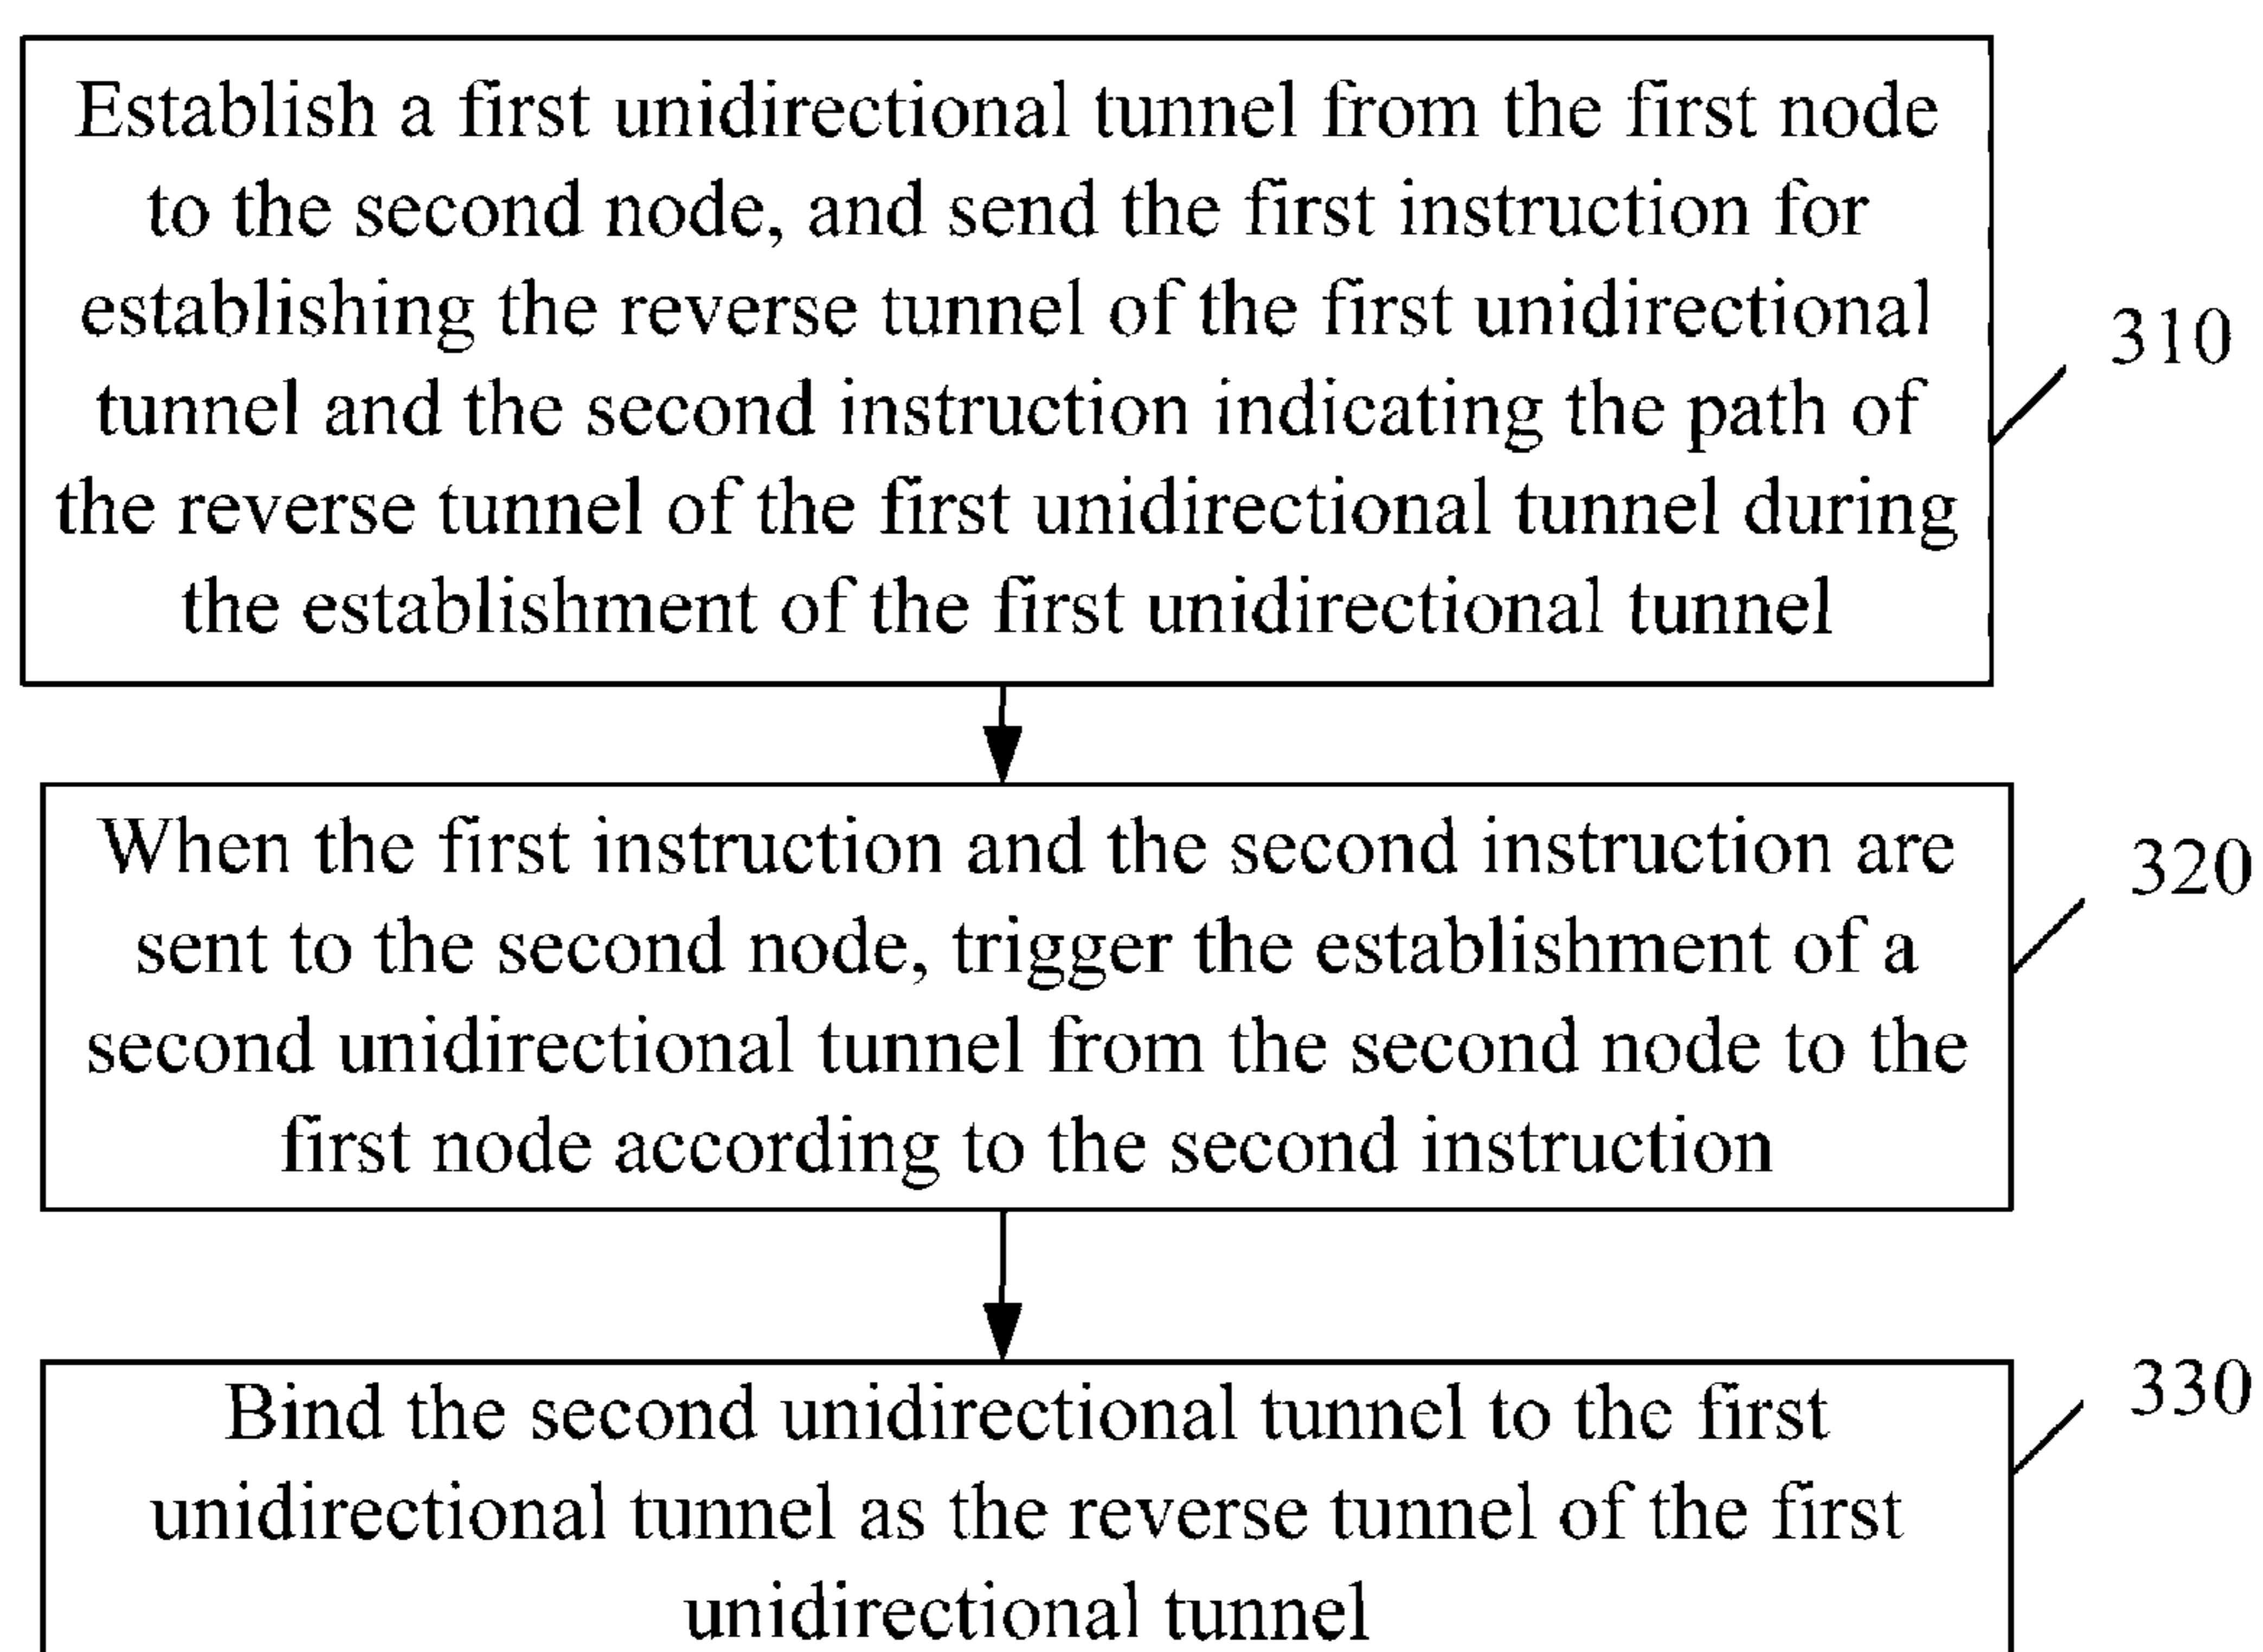 Establish a first unidirectional tunnel from the first node
to the second node, and send the first instruction for
establishing the reverse tunnel of the first unidirectional
tunnel and the second instruction indicating the path of
the reverse tunnel of the first unidirectional tunnel during
the establishment of the first unidirectional tunnel
310
When the first instruction and the second instruction are
sent to the second node, trigger the establishment of a
second unidirectional tunnel from the second node to the
first node according to the second instruction
320
Bind the second unidirectional tunnel to the first
unidirectional tunnel as the reverse tunnel of the first
unidirectional tunnel
330